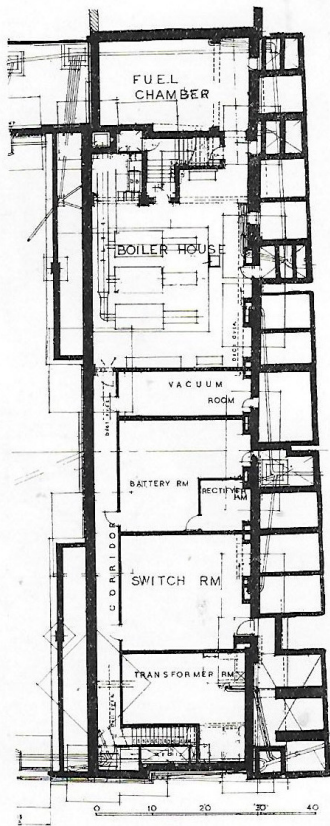 FUEL
CHAMBER
BOILER HOUSE
VACUUM
ROOM
BATTERY RM
RECTIFYER
RM
CORRIDOR
SWITCH RM
TRANSFORMER RM
0 10 20 30 40